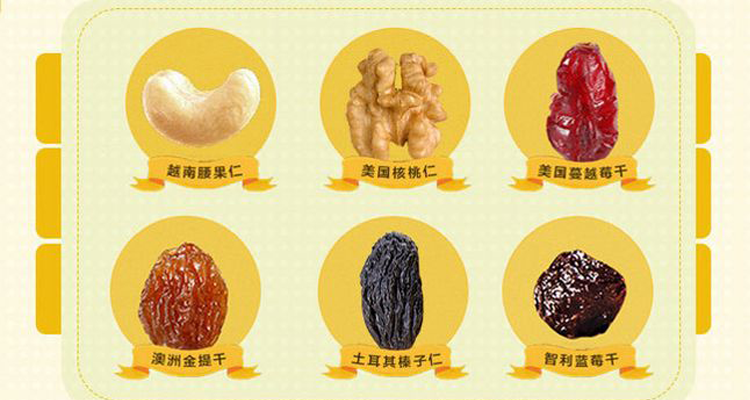 越南腰果仁
美国核桃仁
美国蔓越莓干
澳洲金提干
土耳其榛子仁
智利蓝莓干